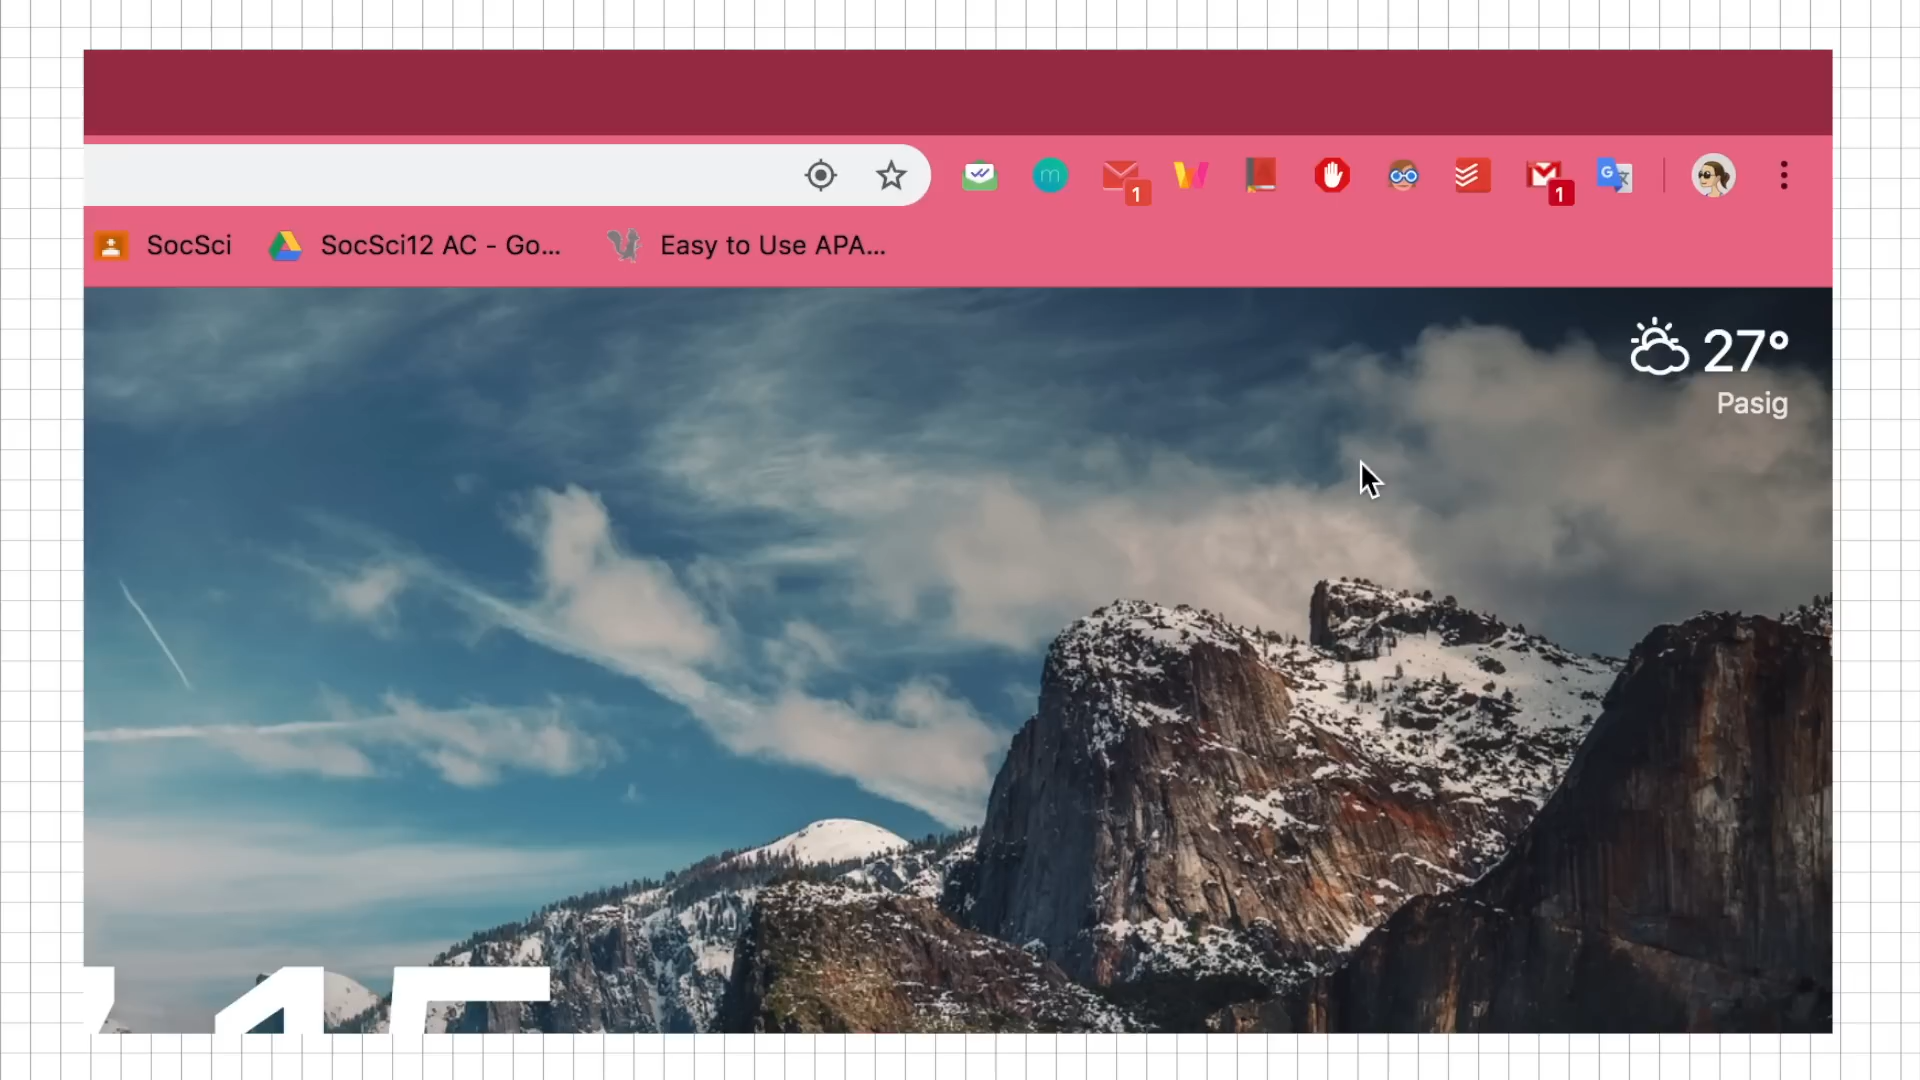 m
1
1
G
SocSci
SocSci12 AC - Go...
Easy to Use APA...
27°
Pasig